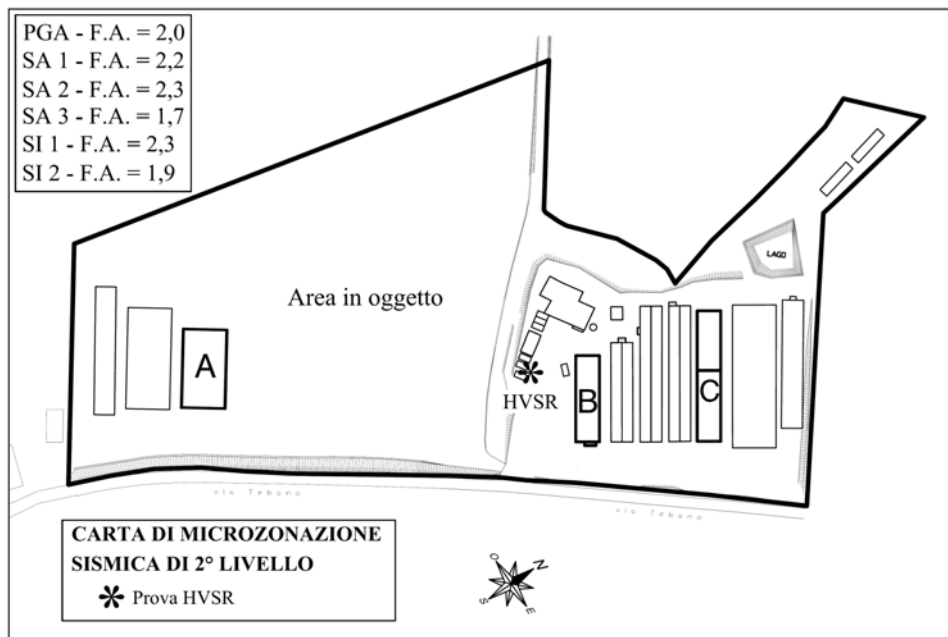 PGA - F.A. = 2,0
SA 1 - F.A. = 2,2
SA 2 - F.A. = 2,3
SA 3 - F.A. = 1,7
SI 1 - F.A. = 2,3
SI 2 - F.A. = 1,9
LAGO
Area in oggetto
A
HVSR
B
C
via Tebano
via Tebano
CARTA DI MICROZONAZIONE
SISMICA DI 2° LIVELLO
Prova HVSR
O
N
S
E